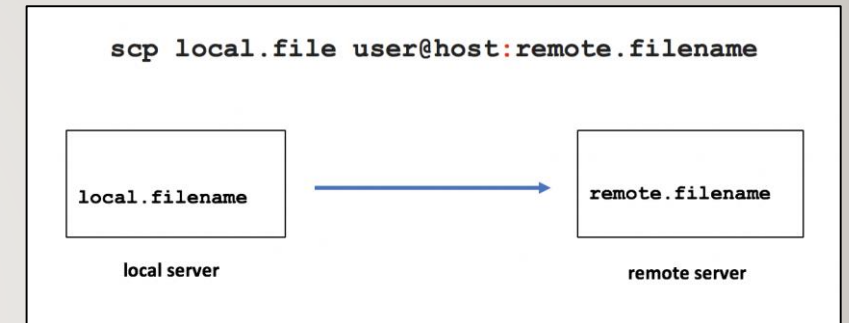 scp local.file user@host:remote.filename
local.filename
remote.filename
local server
remote server